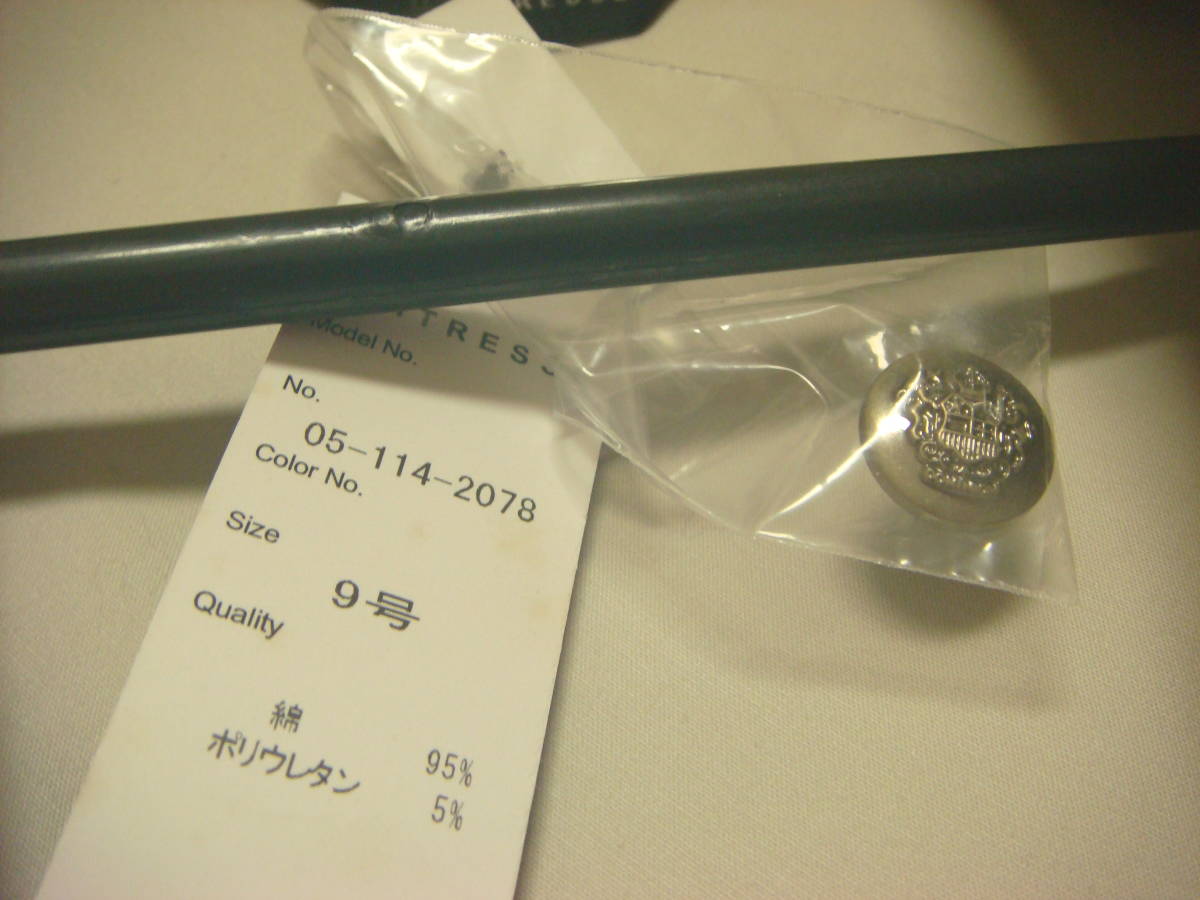 TRESS
Model No.
No.
05-114-2078
Color No.
Size
9号
Quality
綿 95%
ポリウレタン 5%